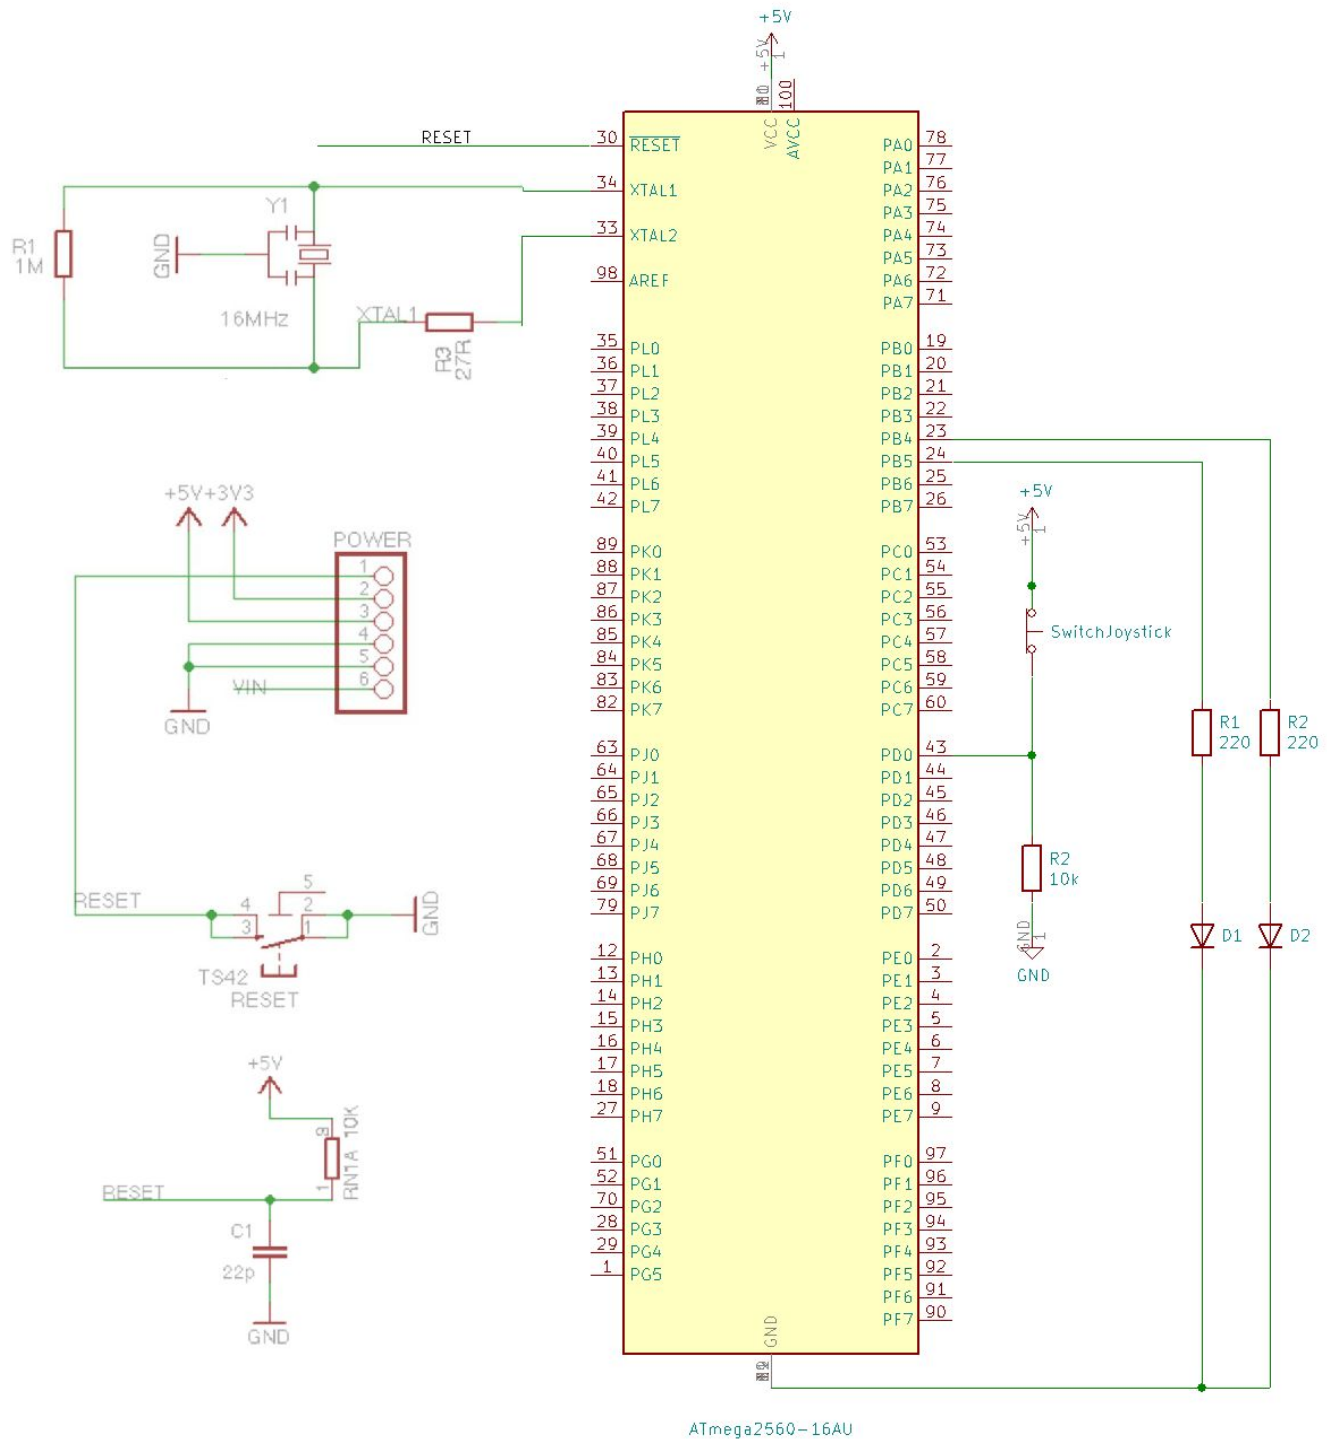 +5V
+5V
1
100
VCC
AVCC
RESET
30
RESET
34
XTAL1
33
XTAL2
98
AREF
Y1
GND
R1
1M
16MHz
XTAL1
R3
27R
35 PL0
36 PL1
37 PL2
38 PL3
39 PL4
40 PL5
41 PL6
42 PL7
89 PK0
88 PK1
87 PK2
86 PK3
85 PK4
84 PK5
83 PK6
82 PK7
63 PJ0
64 PJ1
65 PJ2
66 PJ3
67 PJ4
68 PJ5
69 PJ6
79 PJ7
12 PH0
13 PH1
14 PH2
15 PH3
16 PH4
17 PH5
18 PH6
27 PH7
51 PG0
52 PG1
70 PG2
28 PG3
29 PG4
1 PG5
PA0 78
PA1 77
PA2 76
PA3 75
PA4 74
PA5 73
PA6 72
PA7 71
PB0 19
PB1 20
PB2 21
PB3 22
PB4 23
PB5 24
PB6 25
PB7 26
PC0 53
PC1 54
PC2 55
PC3 56
PC4 57
PC5 58
PC6 59
PC7 60
PD0 43
PD1 44
PD2 45
PD3 46
PD4 47
PD5 48
PD6 49
PD7 50
PE0 2
PE1 3
PE2 4
PE3 5
PE4 6
PE5 7
PE6 8
PE7 9
PF0 97
PF1 96
PF2 95
PF3 94
PF4 93
PF5 92
PF6 91
PF7 90
GND
+5V+3V3
POWER
1
2
3
4
5
6
VIN
GND
RESET
4
3
5
2
1
GND
TS42
RESET
+5V
RN1A 10K
1
RESET
C1
22p
GND
+5V
+5V
1
SwitchJoystick
R2
10k
GND
1
GND
R1
220
R2
220
D1
D2
ATmega2560-16AU